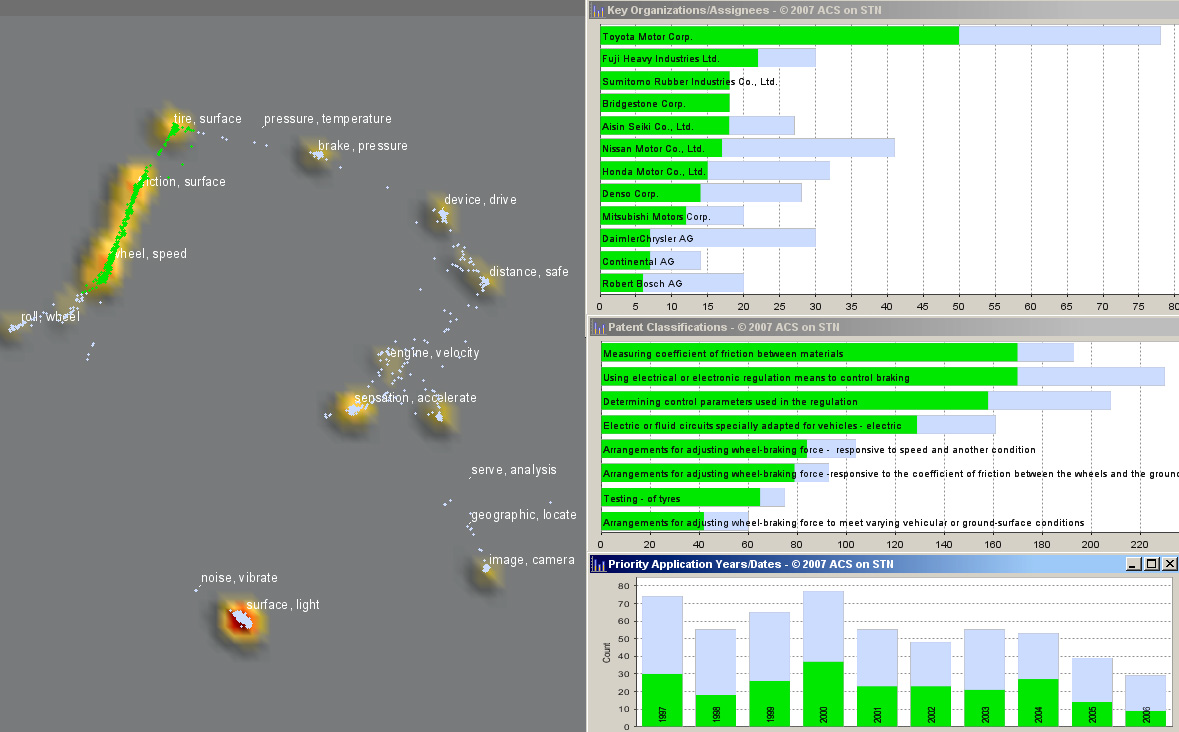 tire, surface
pressure, temperature
brake, pressure
iction, surface
device, drive
heel, speed
distance, safe
roll, wheel
engine, velocity
sensation, accelerate
serve, analysis
geographic, locate
image, camera
noise, vibrate
surface, light
Key Organizations/Assignees - © 2007 ACS on STN
Toyota Motor Corp.
Fuji Heavy Industries Ltd.
Sumitomo Rubber Industries Co., Ltd.
Bridgestone Corp.
Aisin Seiki Co., Ltd.
Nissan Motor Co., Ltd.
Honda Motor Co., Ltd.
Denso Corp.
Mitsubishi Motors Corp.
DaimlerChrysler AG
Continental AG
Robert Bosch AG
0 5 10 15 20 25 30 35 40 45 50 55 60 65 70 75 80
Patent Classifications - © 2007 ACS on STN
Measuring coefficient of friction between materials
Using electrical or electronic regulation means to control braking
Determining control parameters used in the regulation
Electric or fluid circuits specially adapted for vehicles - electric
Arrangements for adjusting wheel-braking force - responsive to speed and another condition
Arrangements for adjusting wheel-braking force -responsive to the coefficient of friction between the wheels and the groun
Testing - of tyres
Arrangements for adjusting wheel-braking force to meet varying vehicular or ground-surface conditions
0 20 40 60 80 100 120 140 160 180 200 220
Priority Application Years/Dates - © 2007 ACS on STN
80
70
60
50
40
30
20
10
0
Count
1997 1998 1999 2000 2001 2002 2003 2004 2005 2006